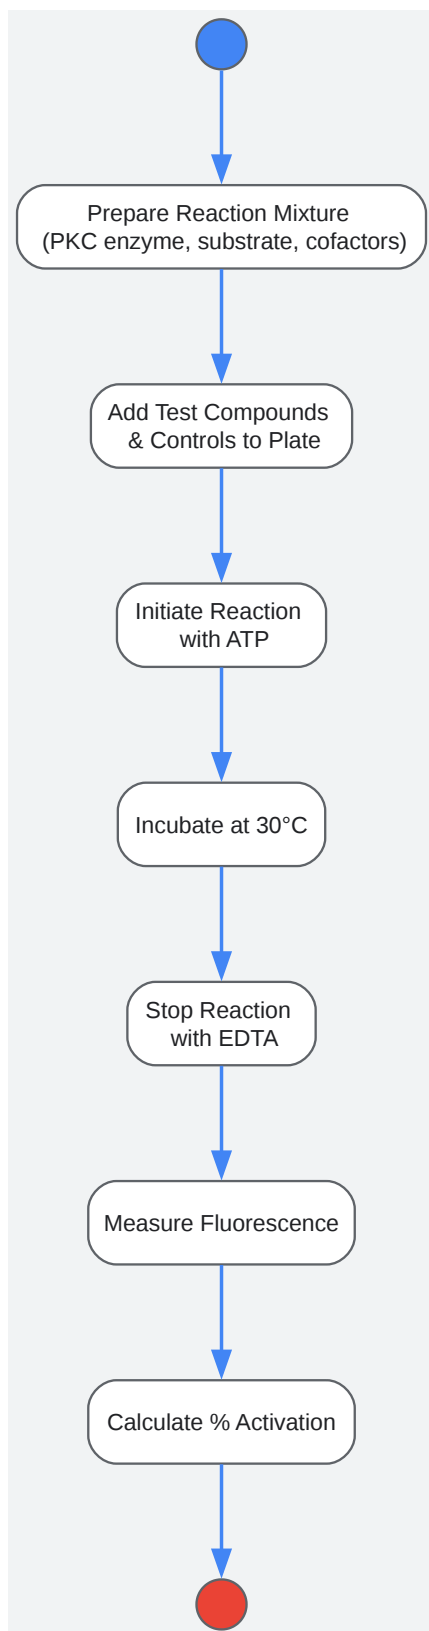 Prepare Reaction Mixture
(PKC enzyme, substrate, cofactors)
Add Test Compounds
& Controls to Plate
Initiate Reaction
with ATP
Incubate at 30°C
Stop Reaction
with EDTA
Measure Fluorescence
Calculate % Activation